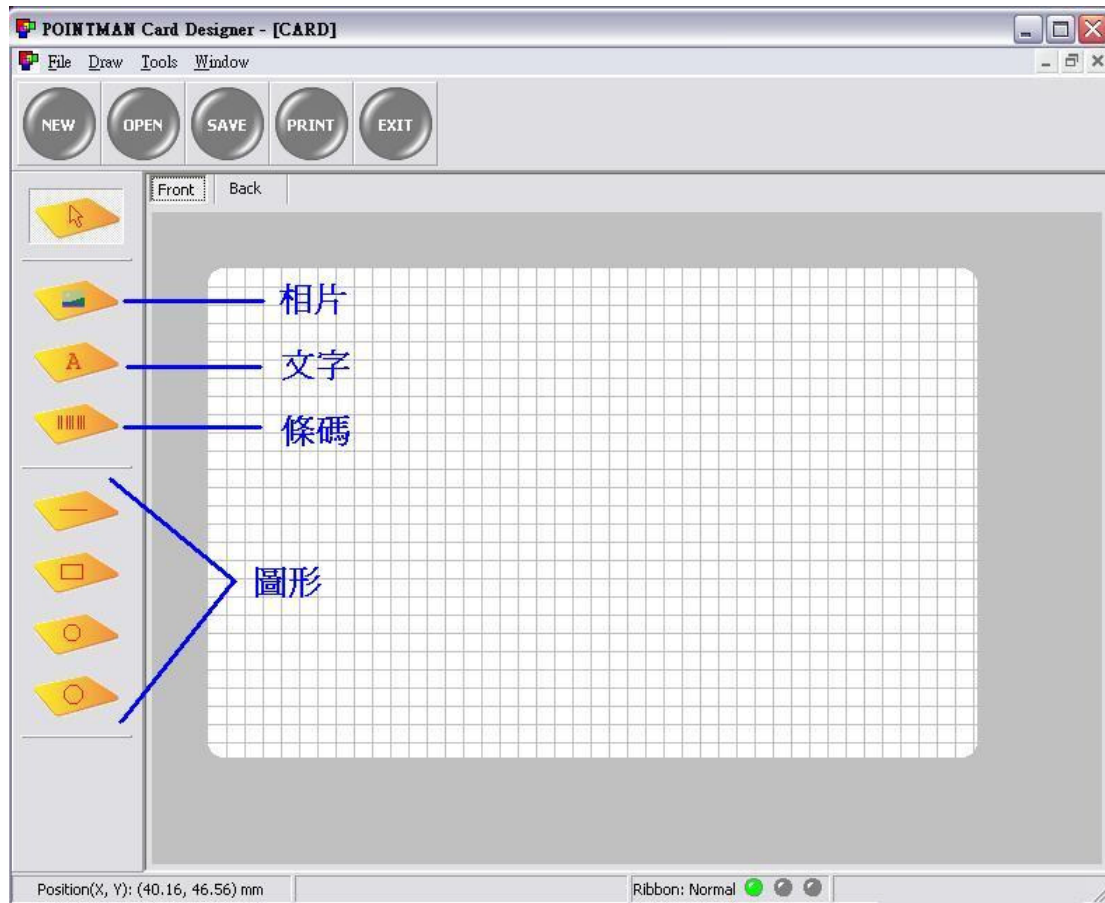 POINTMAN Card Designer - [CARD]
File Draw Tools Window
NEW OPEN SAVE PRINT EXIT
Front Back
相片
A 文字
條碼
圖形
Position(X, Y): (40.16, 46.56) mm Ribbon: Normal